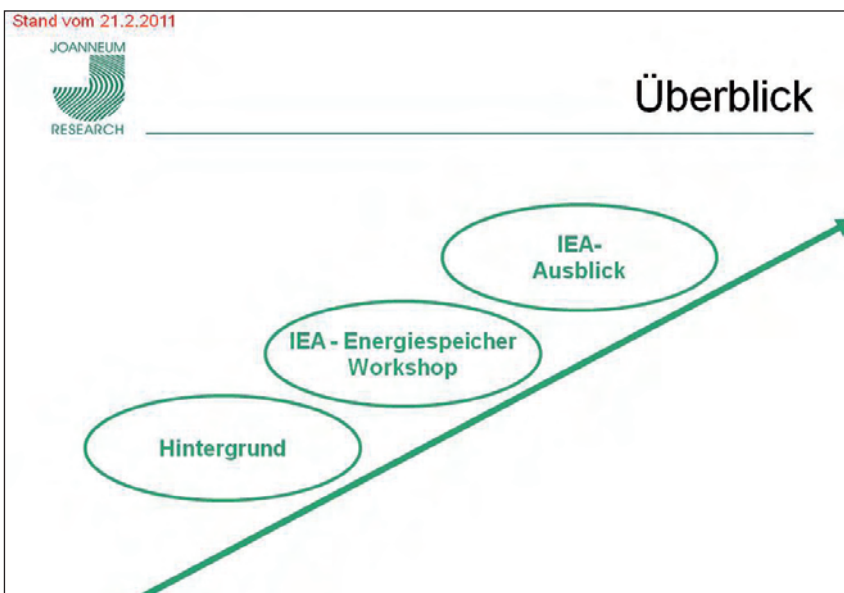 Stand vom 21.2.2011
JOANNEUM
RESEARCH
Überblick
IEA-
Ausblick
IEA - Energiespeicher
Workshop
Hintergrund